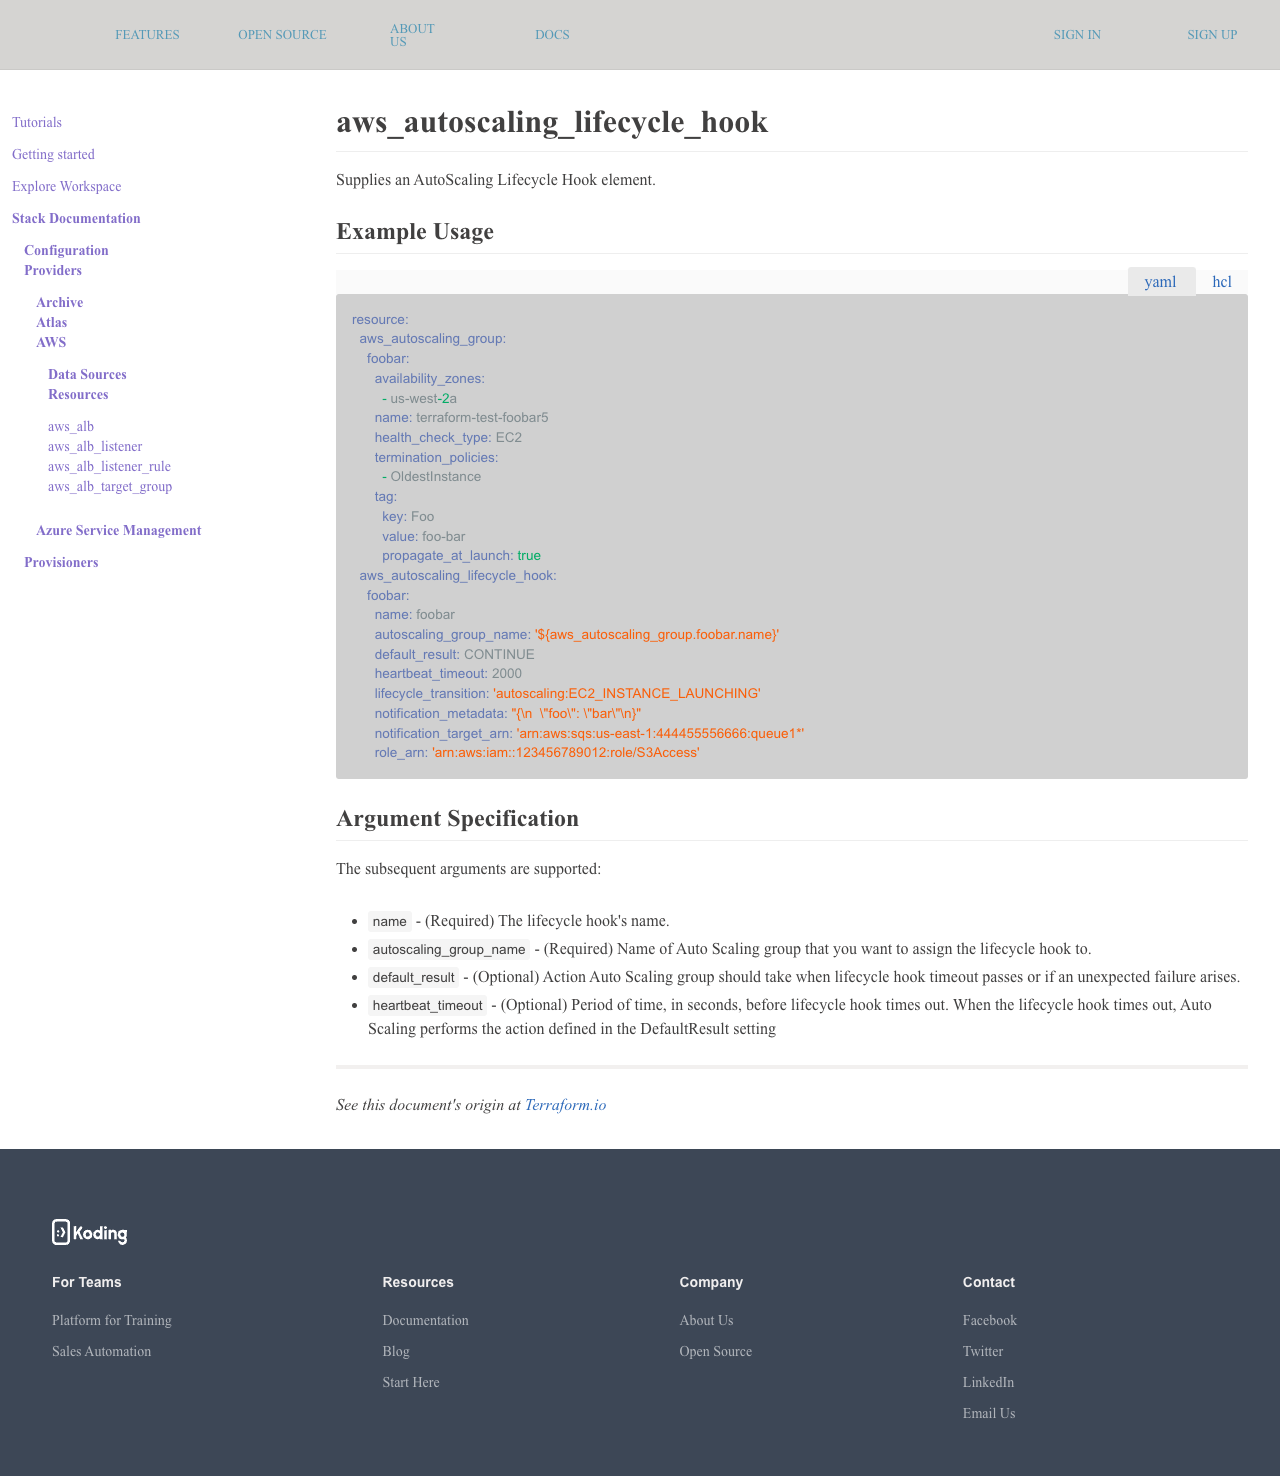 FEATURES OPEN SOURCE ABOUT US DOCS SIGN IN SIGN UP
Tutorials
Getting started
Explore Workspace
Stack Documentation
Configuration
Providers
Archive
Atlas
AWS
Data Sources
Resources
aws_alb
aws_alb_listener
aws_alb_listener_rule
aws_alb_target_group
Azure Service Management
Provisioners
aws_autoscaling_lifecycle_hook
Supplies an AutoScaling Lifecycle Hook element.
Example Usage
yaml hcl
resource:
  aws_autoscaling_group:
    foobar:
      availability_zones:
        - us-west-2a
      name: terraform-test-foobar5
      health_check_type: EC2
      termination_policies:
        - OldestInstance
      tag:
        key: Foo
        value: foo-bar
        propagate_at_launch: true
  aws_autoscaling_lifecycle_hook:
    foobar:
      name: foobar
      autoscaling_group_name: '${aws_autoscaling_group.foobar.name}'
      default_result: CONTINUE
      heartbeat_timeout: 2000
      lifecycle_transition: 'autoscaling:EC2_INSTANCE_LAUNCHING'
      notification_metadata: "{\n  \"foo\": \"bar\"\n}"
      notification_target_arn: 'arn:aws:sqs:us-east-1:444455556666:queue1*'
      role_arn: 'arn:aws:iam::123456789012:role/S3Access'
Argument Specification
The subsequent arguments are supported:
• name - (Required) The lifecycle hook's name.
• autoscaling_group_name - (Required) Name of Auto Scaling group that you want to assign the lifecycle hook to.
• default_result - (Optional) Action Auto Scaling group should take when lifecycle hook timeout passes or if an unexpected failure arises.
• heartbeat_timeout - (Optional) Period of time, in seconds, before lifecycle hook times out. When the lifecycle hook times out, Auto
Scaling performs the action defined in the DefaultResult setting
See this document's origin at Terraform.io
Koding
For Teams
Platform for Training
Sales Automation
Resources
Documentation
Blog
Start Here
Company
About Us
Open Source
Contact
Facebook
Twitter
LinkedIn
Email Us